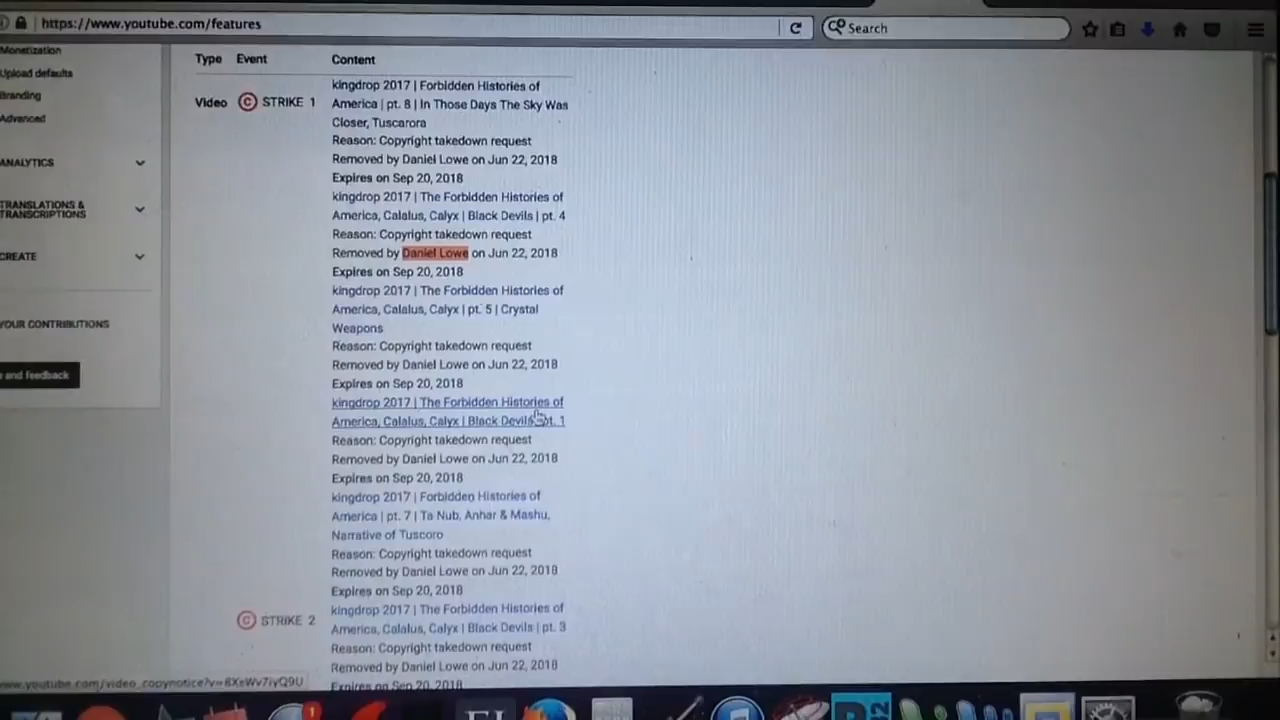 https://www.youtube.com/features
Search
Monetization
Upload defaults
Branding
Advanced
ANALYTICS
TRANSLATIONS &
TRANSCRIPTIONS
CREATE
YOUR CONTRIBUTIONS
and feedback
Type Event Content
Video STRIKE 1
kingdrop 2017 | Forbidden Histories of
America | pt. 8 | In Those Days The Sky Was
Closer, Tuscarora
Reason: Copyright takedown request
Removed by Daniel Lowe on Jun 22, 2018
Expires on Sep 20, 2018
kingdrop 2017 | The Forbidden Histories of
America, Calalus, Calyx | Black Devils | pt. 4
Reason: Copyright takedown request
Removed by Daniel Lowe on Jun 22, 2018
Expires on Sep 20, 2018
kingdrop 2017 | The Forbidden Histories of
America, Calalus, Calyx | pt. 5 | Crystal
Weapons
Reason: Copyright takedown request
Removed by Daniel Lowe on Jun 22, 2018
Expires on Sep 20, 2018
kingdrop 2017 | The Forbidden Histories of
America, Calalus, Calyx | Black Devils pt. 1
Reason: Copyright takedown request
Removed by Daniel Lowe on Jun 22, 2018
Expires on Sep 20, 2018
kingdrop 2017 | Forbidden Histories of
America | pt. 7 | Ta Nub, Anhar & Mashu,
Narrative of Tuscoro
Reason: Copyright takedown request
Removed by Daniel Lowe on Jun 22, 2018
Expires on Sep 20, 2018
STRIKE 2
kingdrop 2017 | The Forbidden Histories of
America, Calalus, Calyx | Black Devils | pt. 3
Reason: Copyright takedown request
Removed by Daniel Lowe on Jun 22, 2018
Expires on Sep 20, 2018